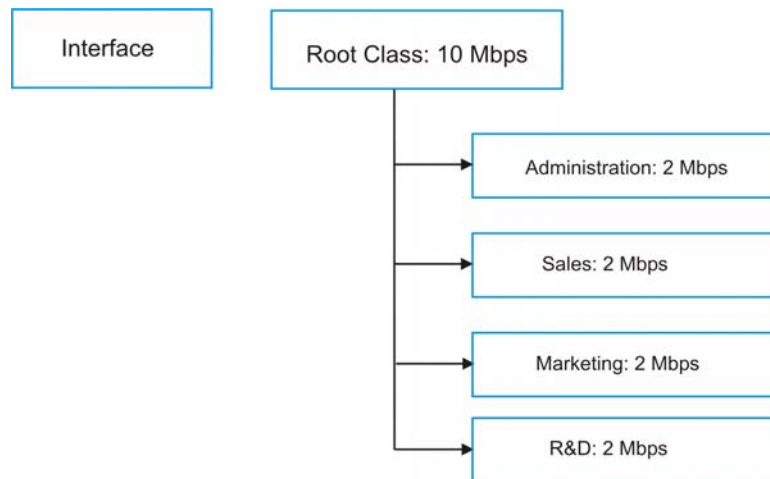 Interface
Root Class: 10 Mbps
Administration: 2 Mbps
Sales: 2 Mbps
Marketing: 2 Mbps
R&D: 2 Mbps